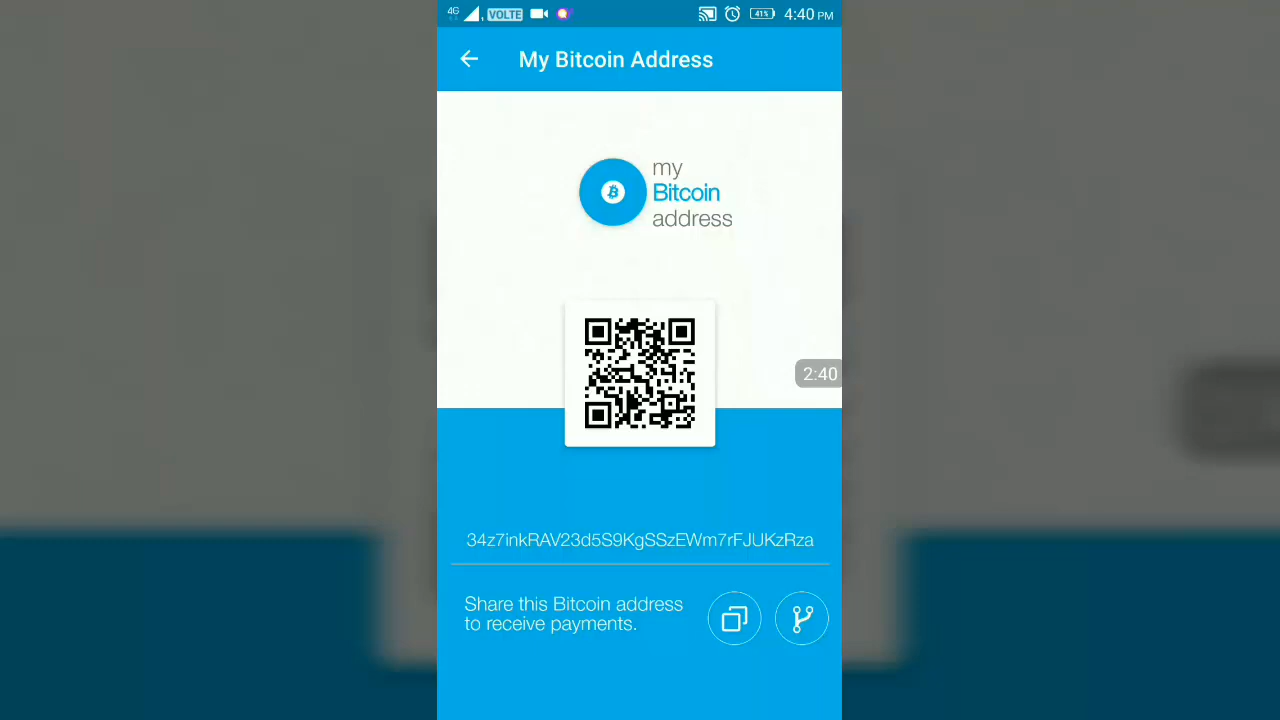 4G VOLTE 41% 4:40 PM
My Bitcoin Address
my
Bitcoin
address
2:40
34z7inkRAV23d5S9KgSSzEWm7rFJUKzRza
Share this Bitcoin address
to receive payments.